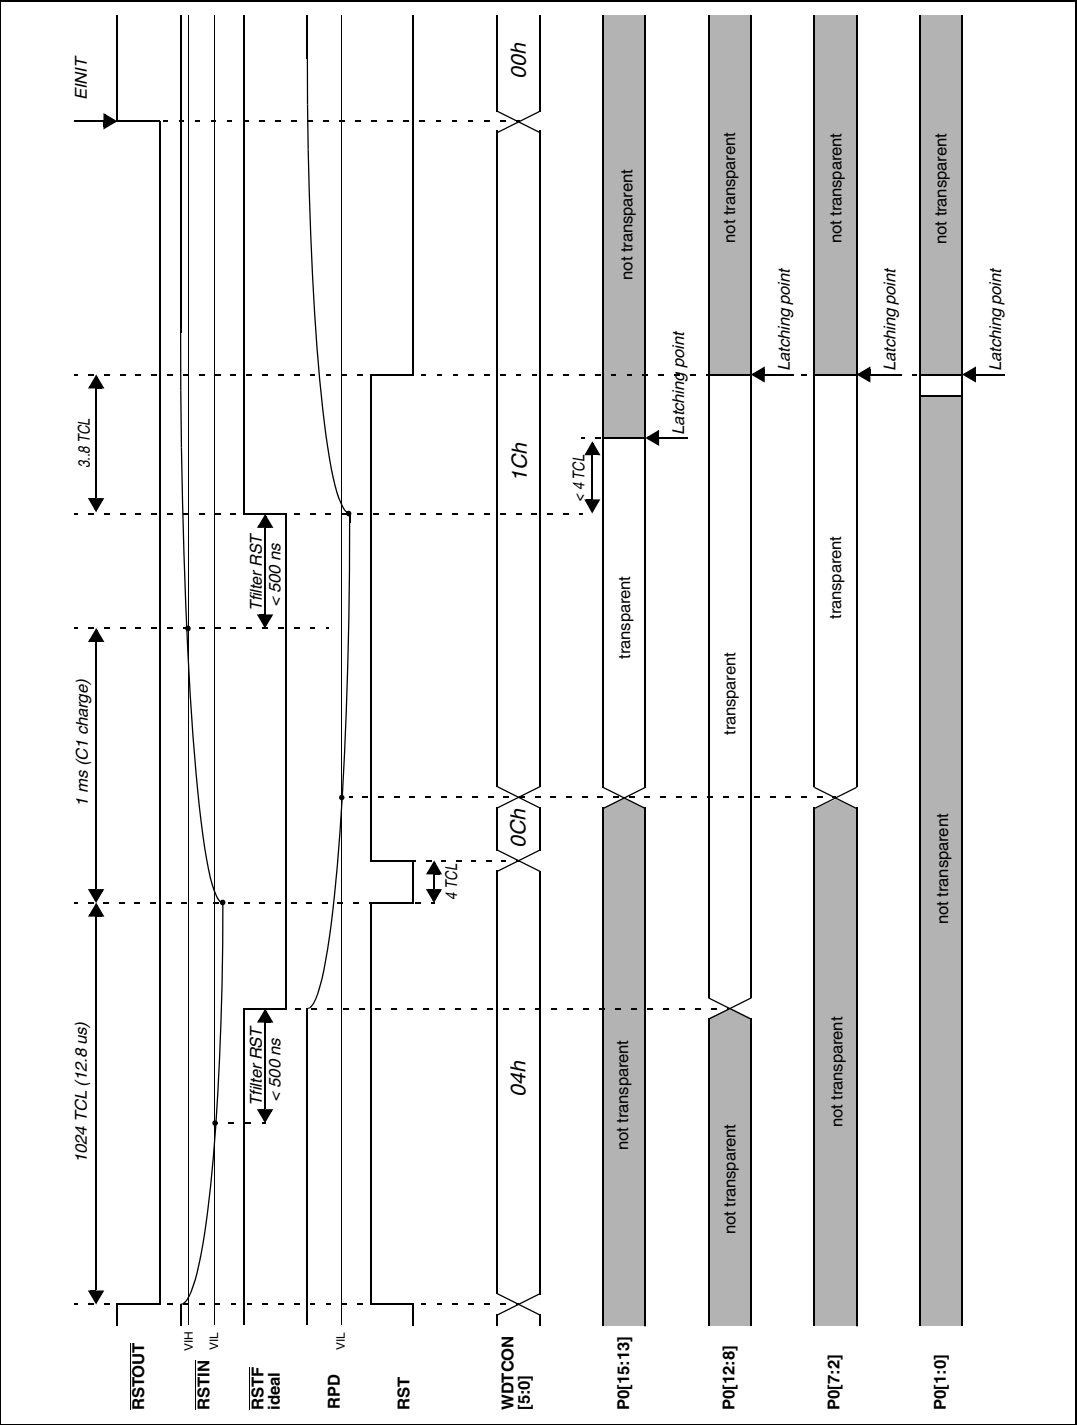 EINIT
1024 TCL (12.8 us)
1 ms (C1 charge)
3..8 TCL
RSTOUT
RSTIN
VIH
VIL
RSTF
ideal
Tfilter RST
< 500 ns
Tfilter RST
< 500 ns
RPD
VIL
RST
4 TCL
WDTCON
[5:0]
04h
0Ch
1Ch
00h
< 4 TCL
P0[15:13]
not transparent
transparent
not transparent
Latching point
P0[12:8]
not transparent
transparent
not transparent
Latching point
P0[7:2]
not transparent
transparent
not transparent
Latching point
P0[1:0]
not transparent
not transparent
Latching point